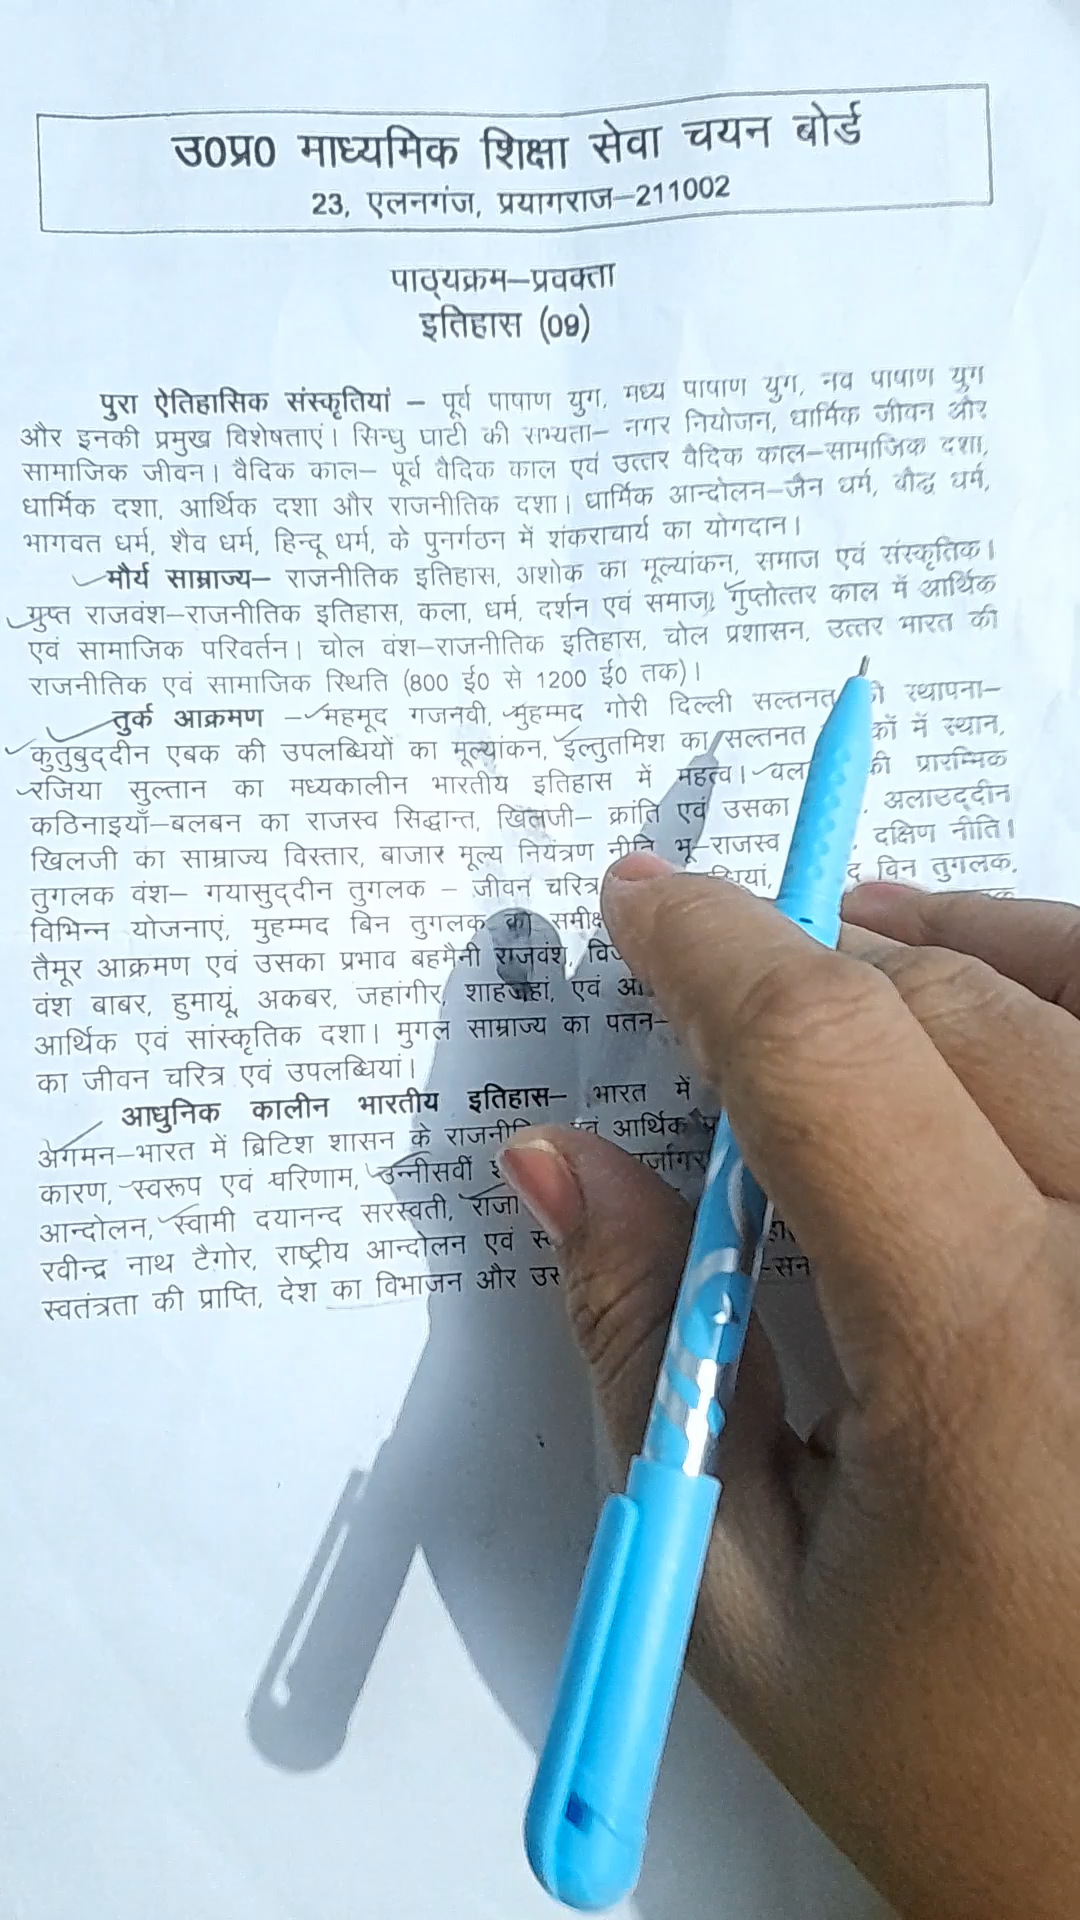 उ0प्र0 माध्यमिक शिक्षा सेवा चयन बोर्ड
23, एलनगंज, प्रयागराज–211002
पाठ्यक्रम–प्रवक्ता
इतिहास (09)
पुरा ऐतिहासिक संस्कृतियां – पूर्व पाषाण युग, मध्य पाषाण युग, नव पाषाण युग
और इनकी प्रमुख विशेषताएं। सिन्धु घाटी की सभ्यता– नगर नियोजन, धार्मिक जीवन और
सामाजिक जीवन। वैदिक काल– पूर्व वैदिक काल एवं उत्तर वैदिक काल–सामाजिक दशा,
धार्मिक दशा, आर्थिक दशा और राजनीतिक दशा। धार्मिक आन्दोलन–जैन धर्म, बौद्ध धर्म,
भागवत धर्म, शैव धर्म, हिन्दू धर्म, के पुनर्गठन में शंकराचार्य का योगदान।
मौर्य साम्राज्य– राजनीतिक इतिहास, अशोक का मूल्यांकन, समाज एवं संस्कृतिक।
गुप्त राजवंश–राजनीतिक इतिहास, कला, धर्म, दर्शन एवं समाज, गुप्तोत्तर काल में आर्थिक
एवं सामाजिक परिवर्तन। चोल वंश–राजनीतिक इतिहास, चोल प्रशासन, उत्तर भारत की
राजनीतिक एवं सामाजिक स्थिति (800 ई0 से 1200 ई0 तक)।
तुर्क आक्रमण – महमूद गजनवी, मुहम्मद गोरी दिल्ली सल्तनत की स्थापना–
कुतुबुद्दीन एबक की उपलब्धियों का मूल्यांकन, इल्तुतमिश का सल्तनत में स्थान,
रजिया सुल्तान का मध्यकालीन भारतीय इतिहास में महत्व। की प्रारम्भिक
कठिनाइयाँ–बलबन का राजस्व सिद्धान्त, खिलजी– क्रांति एवं उसका अलाउद्दीन
खिलजी का साम्राज्य विस्तार, बाजार मूल्य नियंत्रण नीति भू–राजस्व , दक्षिण नीति।
तुगलक वंश– गयासुद्दीन तुगलक – जीवन चरित्र बिन तुगलक,
विभिन्न योजनाएं, मुहम्मद बिन तुगलक की
तैमूर आक्रमण एवं उसका प्रभाव बहमैनी राजवंश,
वंश बाबर, हुमायूं, अकबर, जहांगीर, शाहजहां, एवं
आर्थिक एवं सांस्कृतिक दशा। मुगल साम्राज्य का पतन–
का जीवन चरित्र एवं उपलब्धियां।
आधुनिक कालीन भारतीय इतिहास– भारत में
अगमन–भारत में ब्रिटिश शासन के एवं आर्थिक
कारण, स्वरूप एवं परिणाम, उन्नीसवीं
आन्दोलन, स्वामी दयानन्द सरस्वती, राजा
रवीन्द्र नाथ टैगोर, राष्ट्रीय आन्दोलन एवं
स्वतंत्रता की प्राप्ति, देश का विभाजन और